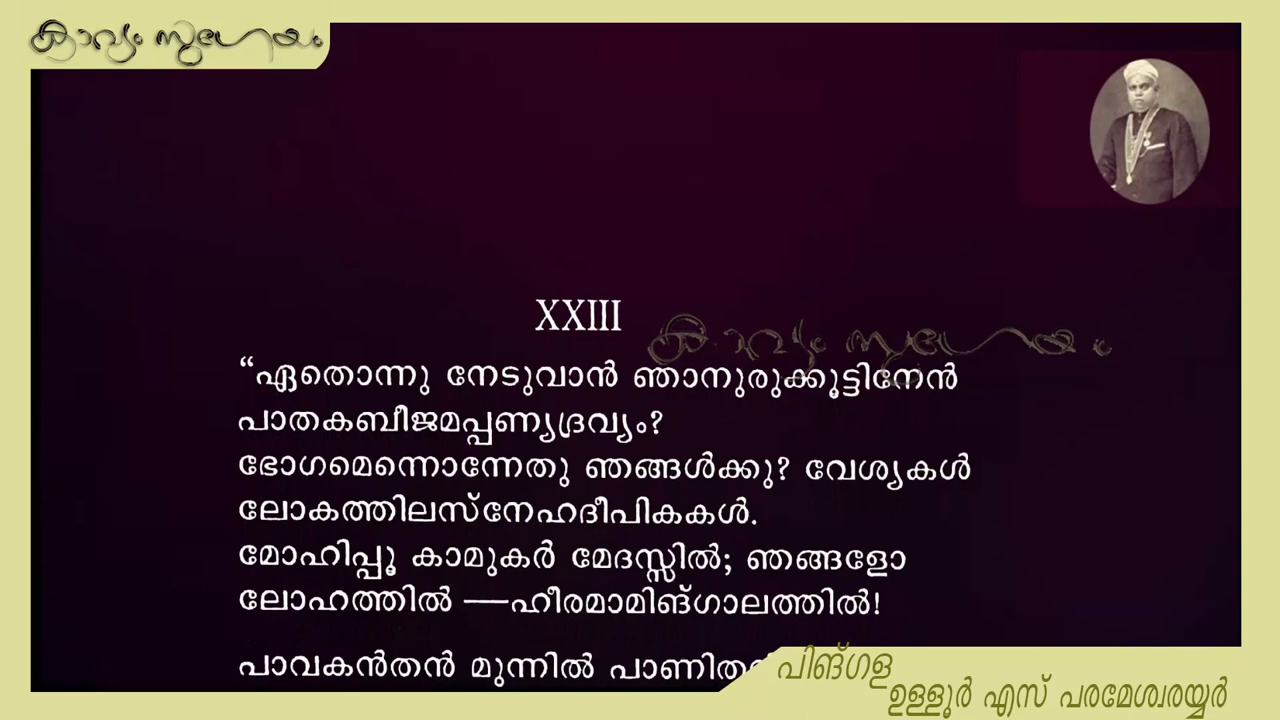 കാവ്യം സുഗേയം
XXIII
കാവ്യം സുഗേയം
“ഏതൊന്നു നേടുവാൻ ഞാനുരുക്കൂട്ടിനേൻ
പാതകബീജമപ്പണ്യദ്രവ്യം?
ഭോഗമെന്നൊന്നേതു ഞങ്ങൾക്കു? വേശ്യകൾ
ലോകത്തിലസ്നേഹദീപികകൾ.
മോഹിപ്പൂ കാമുകർ മേദസ്സിൽ; ഞങ്ങളോ
ലോഹത്തിൽ —ഹീരമാമിങ്ഗാലത്തിൽ!
പാവകൻതൻ മുന്നിൽ
പിങ്ഗള
ഉള്ളൂർ എസ് പരമേശ്വരയ്യർ